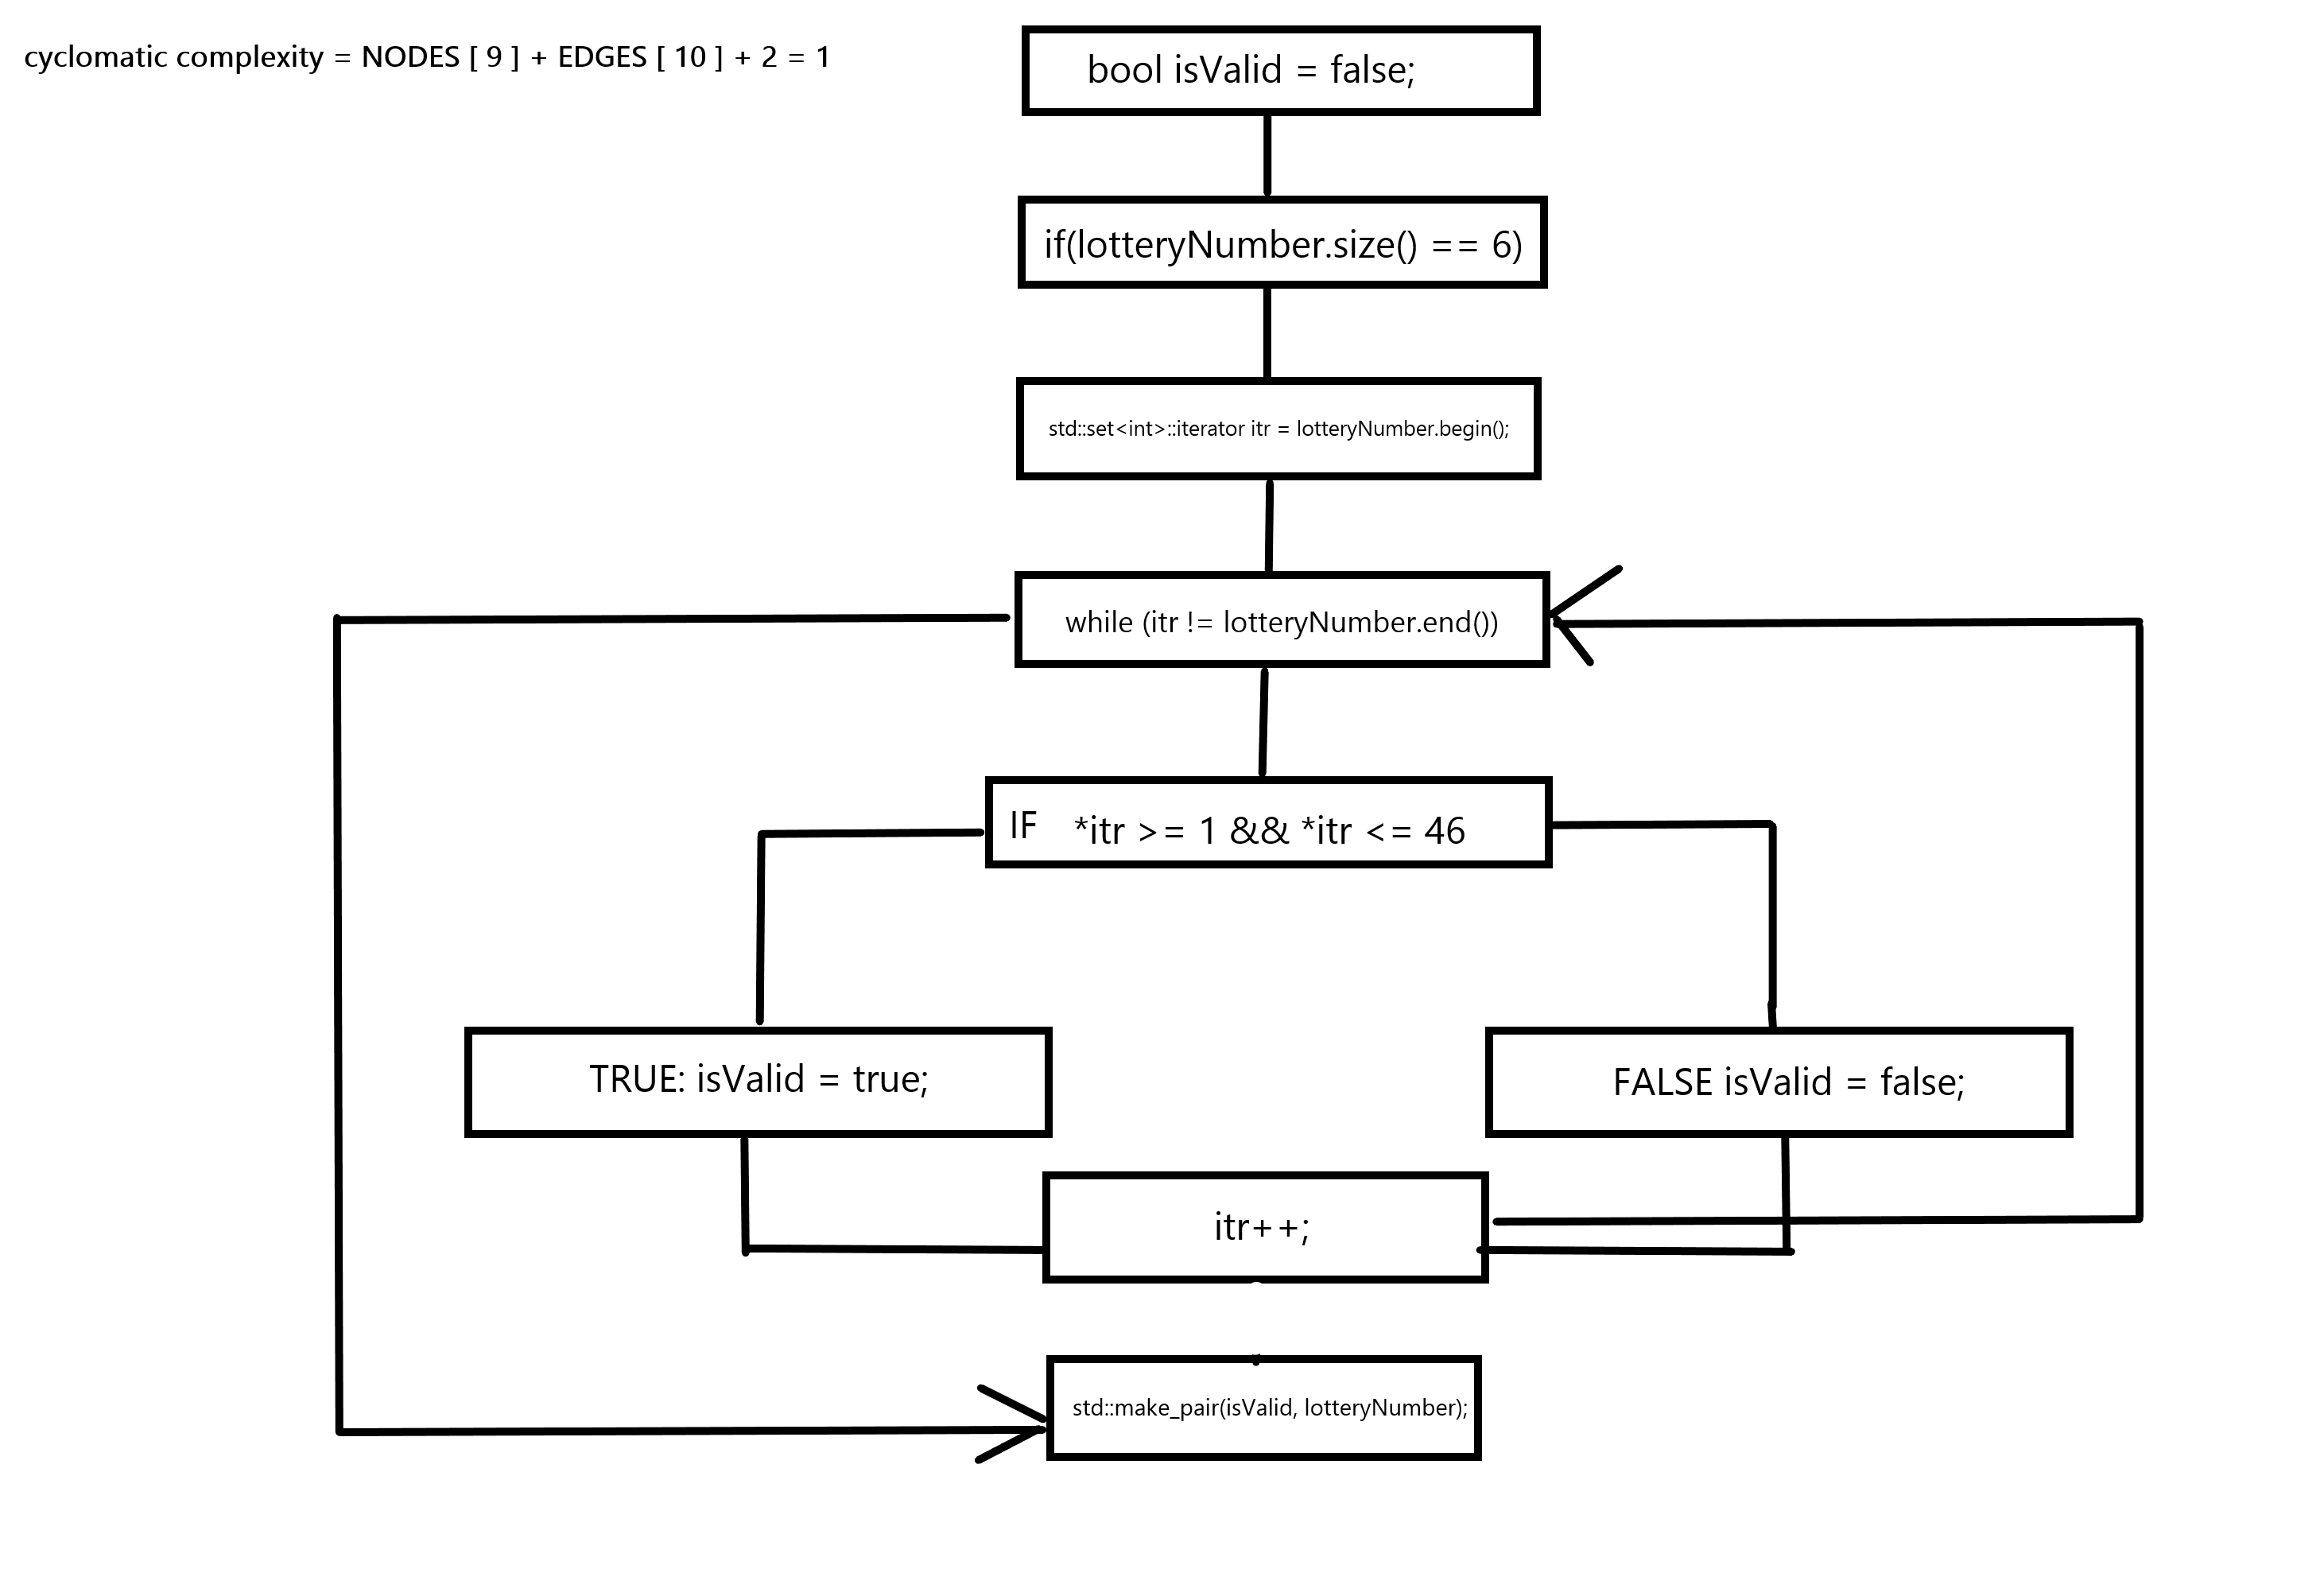 cyclomatic complexity = NODES [ 9 ] + EDGES [ 10 ] + 2 = 1
bool isValid = false;
if(lotteryNumber.size() == 6)
std::set<int>::iterator itr = lotteryNumber.begin();
while (itr != lotteryNumber.end())
IF *itr >= 1 && *itr <= 46
TRUE: isValid = true;
FALSE isValid = false;
itr++;
std::make_pair(isValid, lotteryNumber);